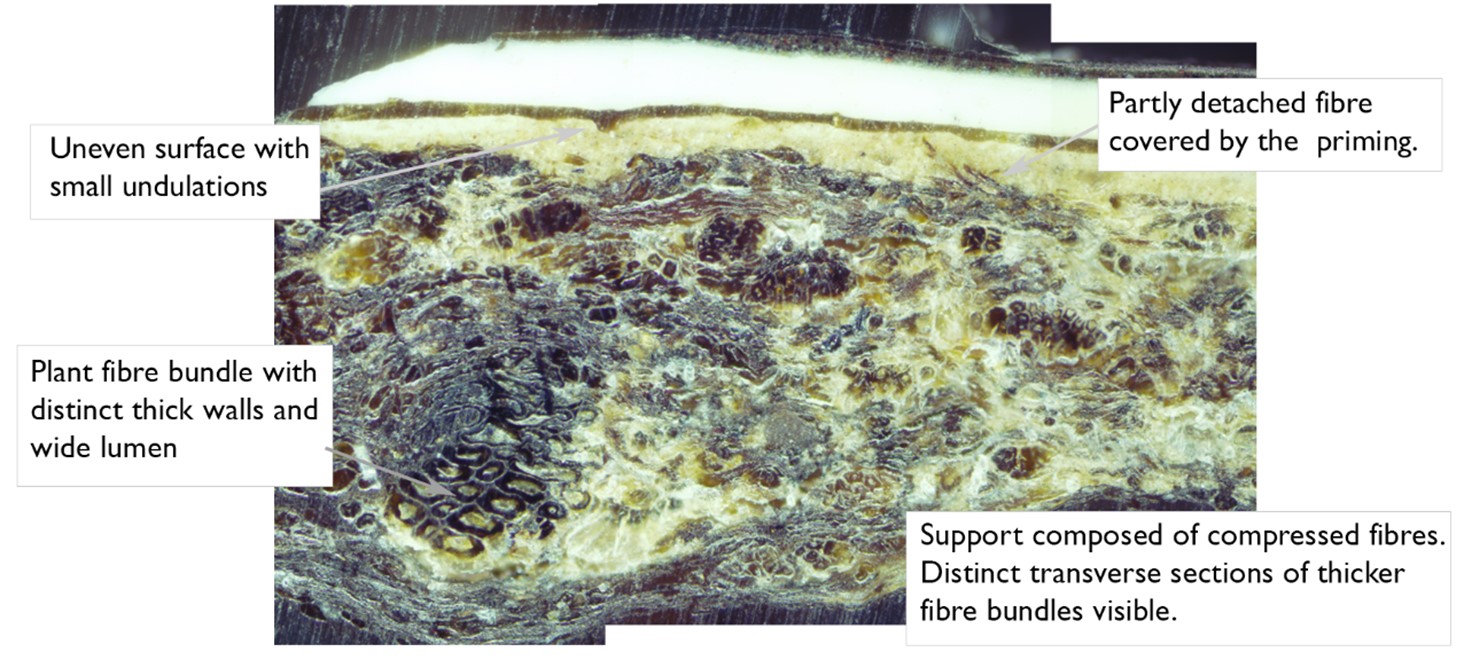 Uneven surface with
small undulations
Partly detached fibre
covered by the priming.
Plant fibre bundle with
distinct thick walls and
wide lumen
Support composed of compressed fibres.
Distinct transverse sections of thicker
fibre bundles visible.